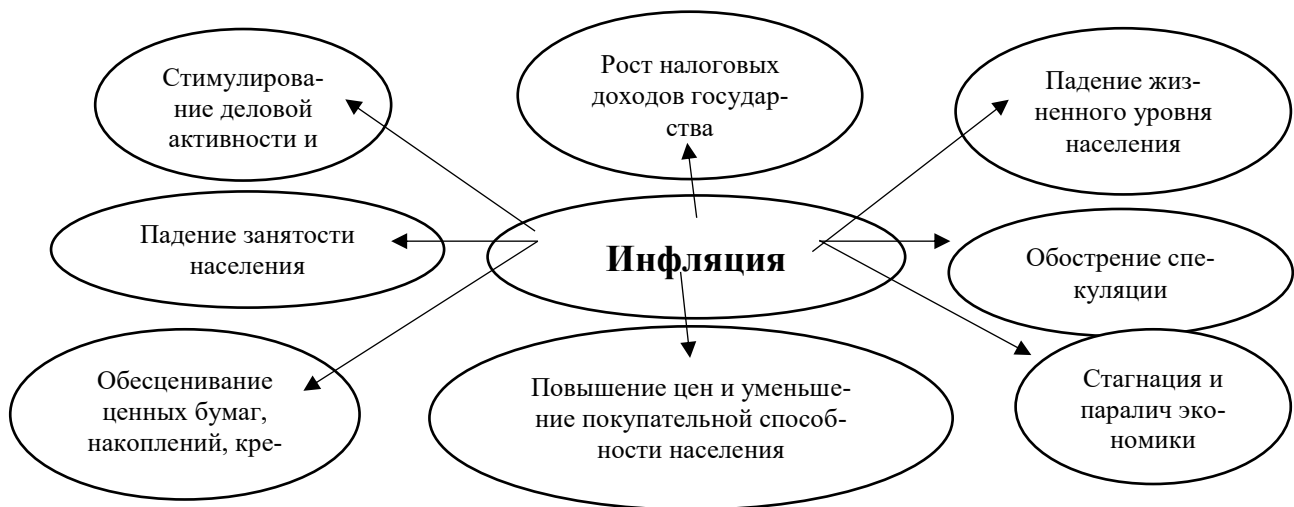 Стимулирова-
ние деловой
активности и
Рост налоговых
доходов государ-
ства
Падение жиз-
ненного уровня
населения
Падение занятости
населения
Инфляция
Обострение спе-
куляции
Обесценивание
ценных бумаг,
накоплений, кре-
Повышение цен и уменьше-
ние покупательной способ-
ности населения
Стагнация и
паралич эко-
номики